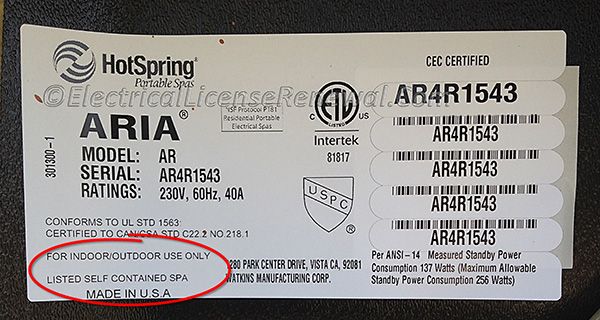 HotSpring®
Portable Spas
©ElectricalLicenseRenewal.Com
ARIA®
MODEL: AR
SERIAL: AR4R1543
RATINGS: 230V, 60Hz, 40A
301300-1
NSF Protocol P181
Residential Portable
Electrical Spas
ETL
C US
LISTED
Intertek
81817
USPC
CONFORMS TO UL STD 1563
CERTIFIED TO CAN/CSA STD C22.2 NO.218.1
FOR INDOOR/OUTDOOR USE ONLY
LISTED SELF CONTAINED SPA
MADE IN U.S.A
1280 PARK CENTER DRIVE, VISTA CA, 92081
WATKINS MANUFACTURING CORP.
CEC CERTIFIED
AR4R1543
AR4R1543
AR4R1543
AR4R1543
AR4R1543
Per ANSI-14 Measured Standby Power
Consumption 137 Watts (Maximum Allowable
Standby Power Consumption 256 Watts)